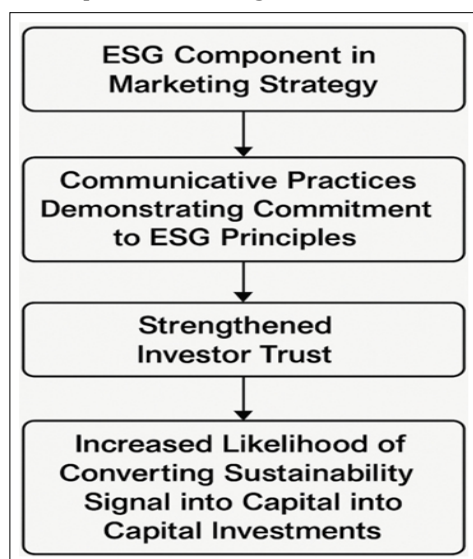 ESG Component in
Marketing Strategy
Communicative Practices
Demonstrating Commitment
to ESG Principles
Strengthened
Investor Trust
Increased Likelihood of
Converting Sustainability
Signal into Capital into
Capital Investments